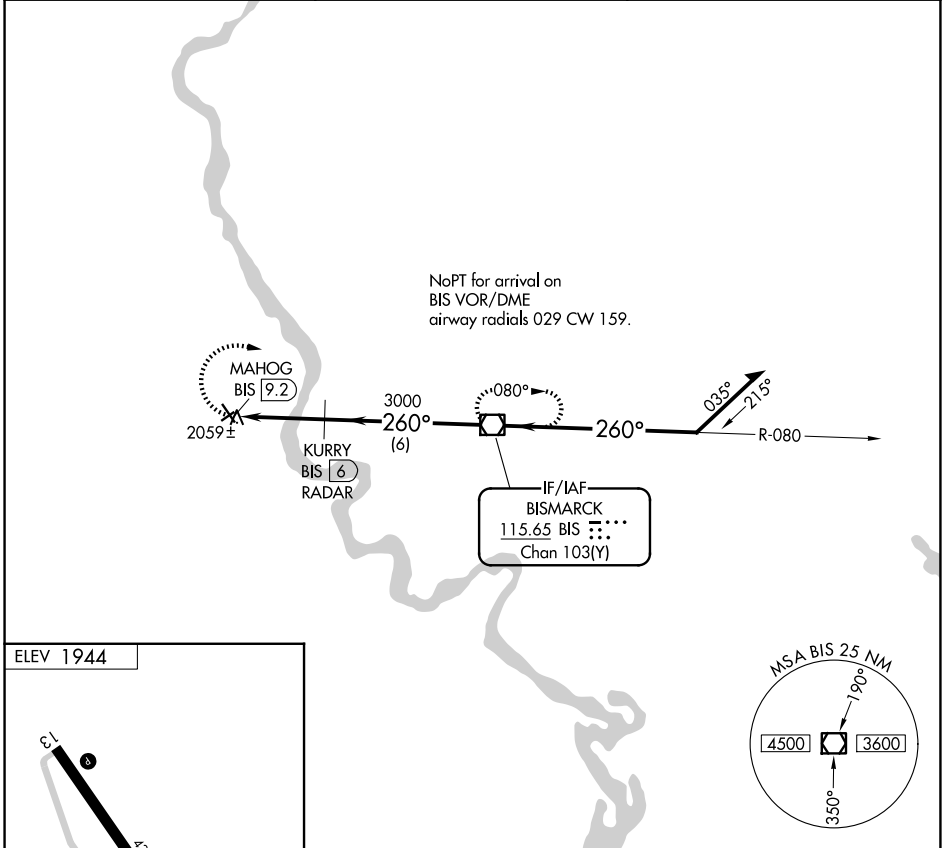 NoPT for arrival on
BIS VOR/DME
airway radials 029 CW 159.
MAHOG
BIS 9.2
2059±
3000
260°
(6)
080°
260°
035°
215°
R-080
KURRY
BIS 6
RADAR
IF/IAF
BISMARCK
115.65 BIS
Chan 103(Y)
ELEV 1944
13
MSA BIS 25 NM
190°
4500
3600
350°